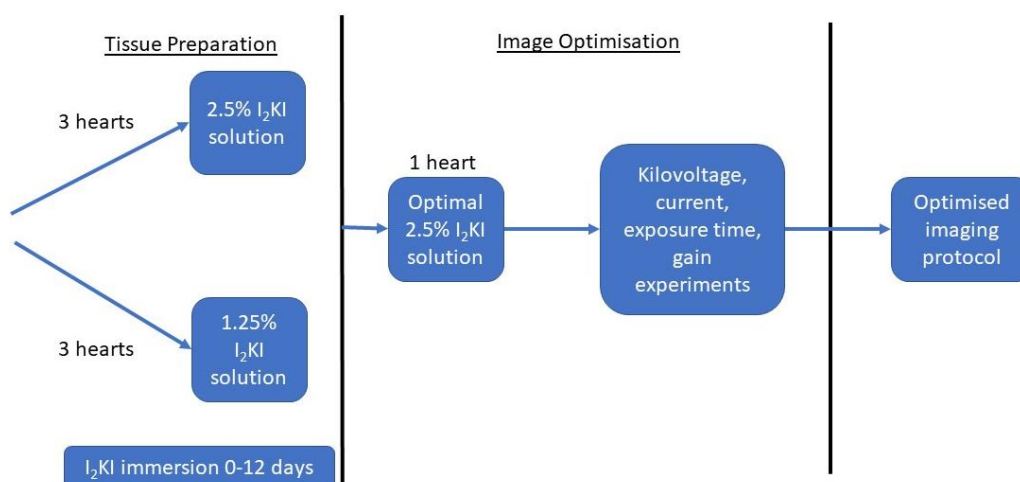 Tissue Preparation
3 hearts
2.5% I₂KI
solution
3 hearts
1.25%
I₂KI
solution
I₂KI immersion 0-12 days
Image Optimisation
1 heart
Optimal
2.5% I₂KI
solution
Kilovoltage,
current,
exposure time,
gain
experiments
Optimised
imaging
protocol